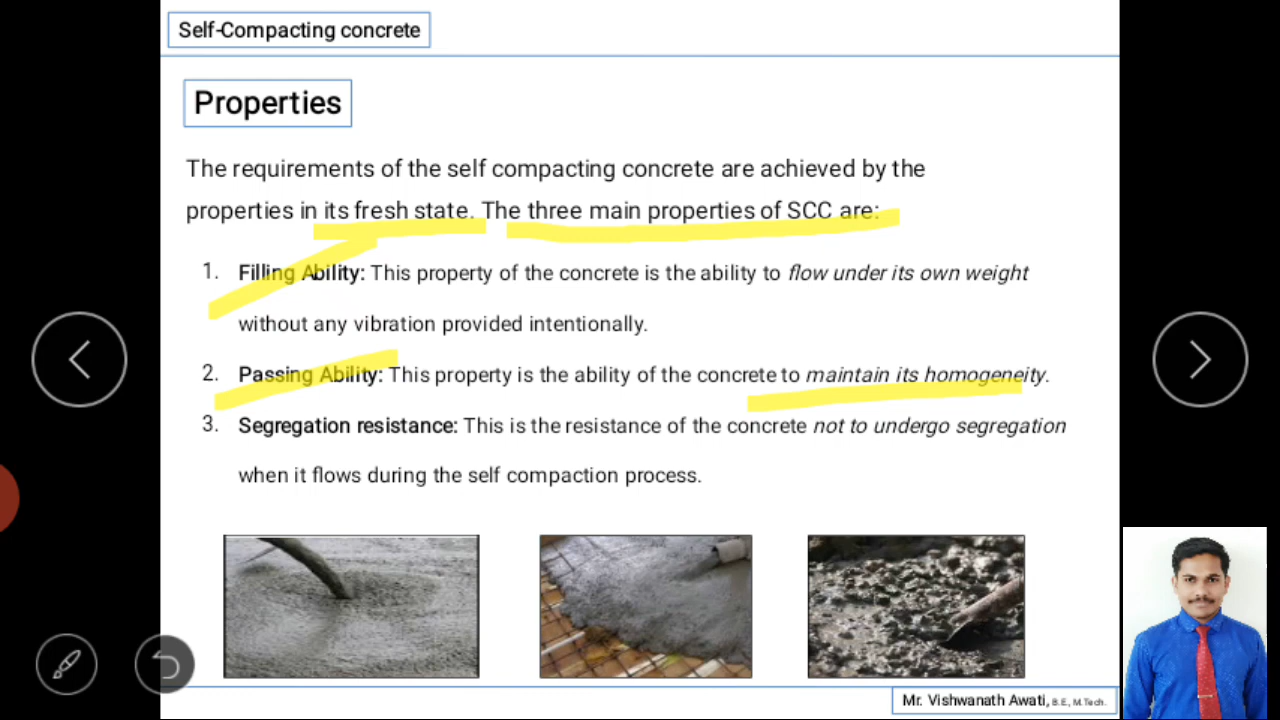 Self-Compacting concrete
Properties
The requirements of the self compacting concrete are achieved by the
properties in its fresh state. The three main properties of SCC are:
1. Filling Ability: This property of the concrete is the ability to flow under its own weight
without any vibration provided intentionally.
2. Passing Ability: This property is the ability of the concrete to maintain its homogeneity.
3. Segregation resistance: This is the resistance of the concrete not to undergo segregation
when it flows during the self compaction process.
Mr. Vishwanath Awati, B.E., M.Tech.